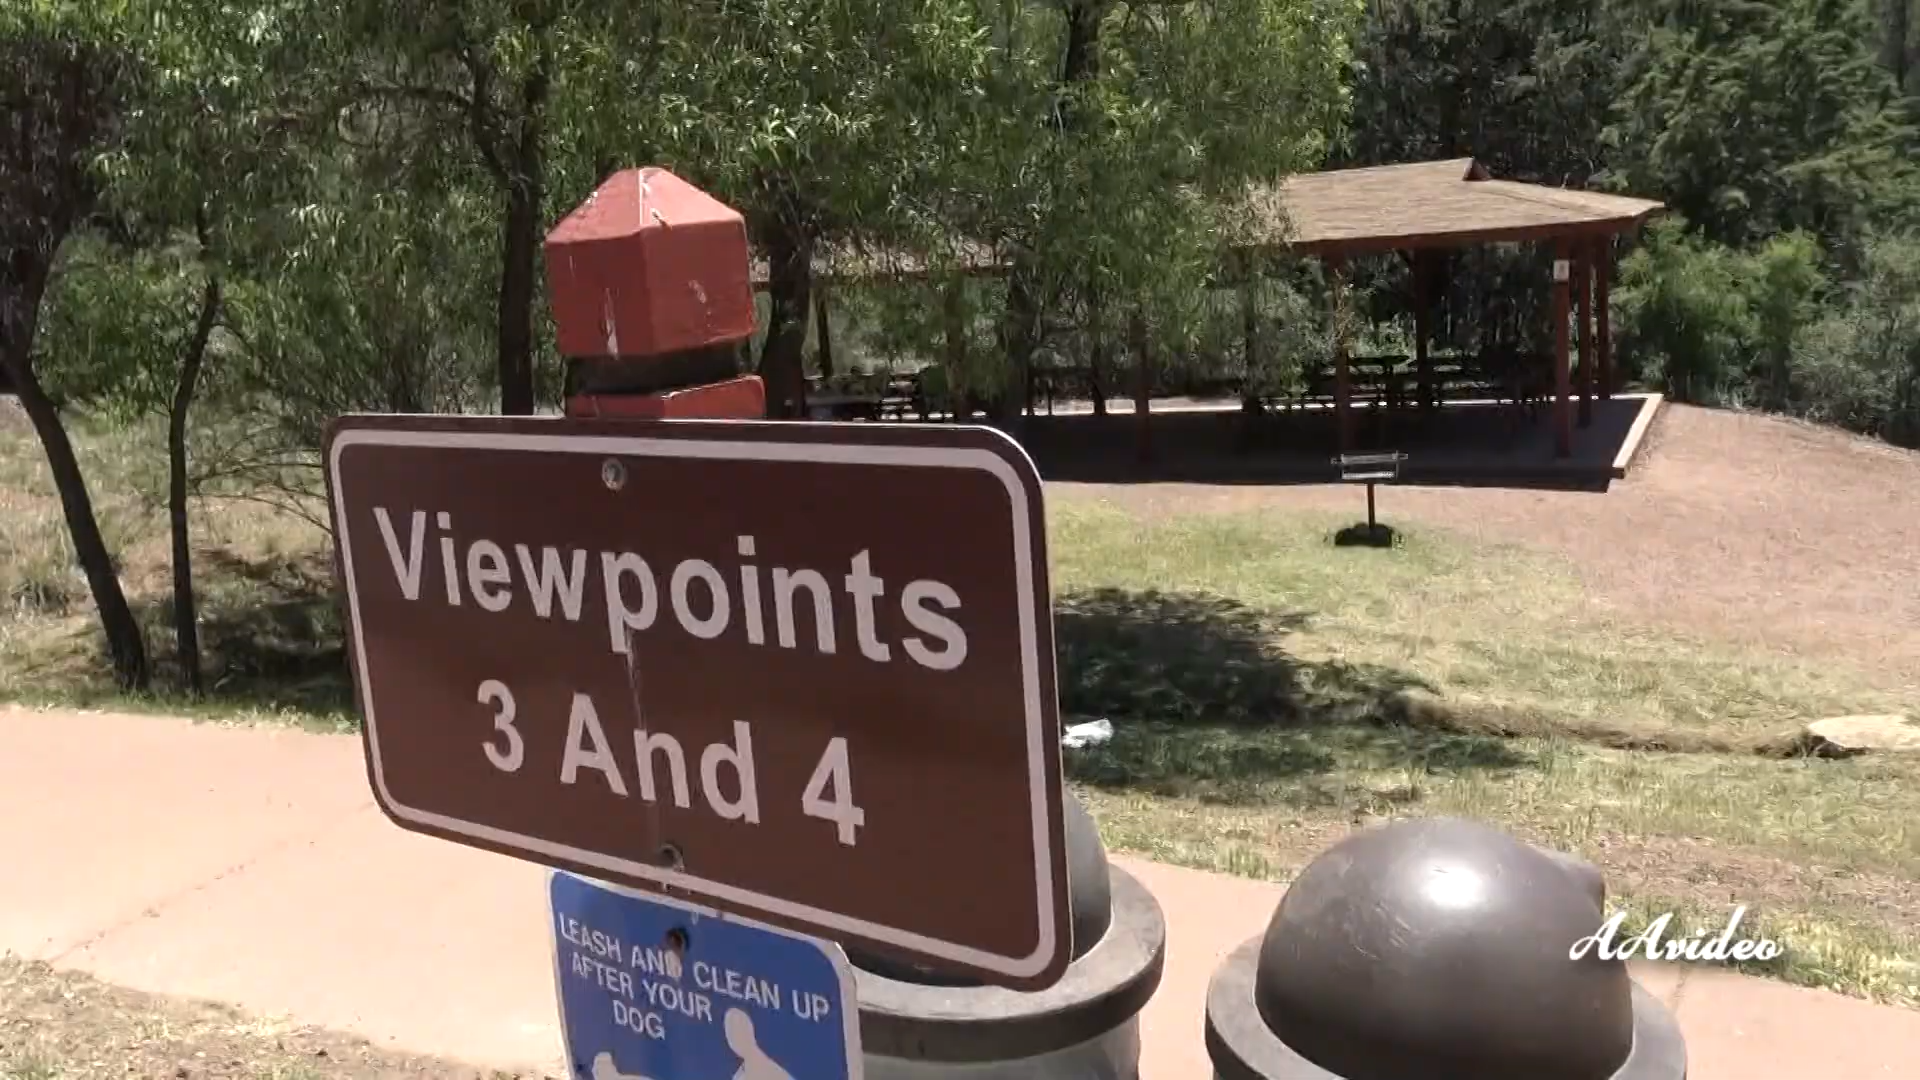 Viewpoints
3 And 4
LEASH AND CLEAN UP
AFTER YOUR
DOG
AAvideo